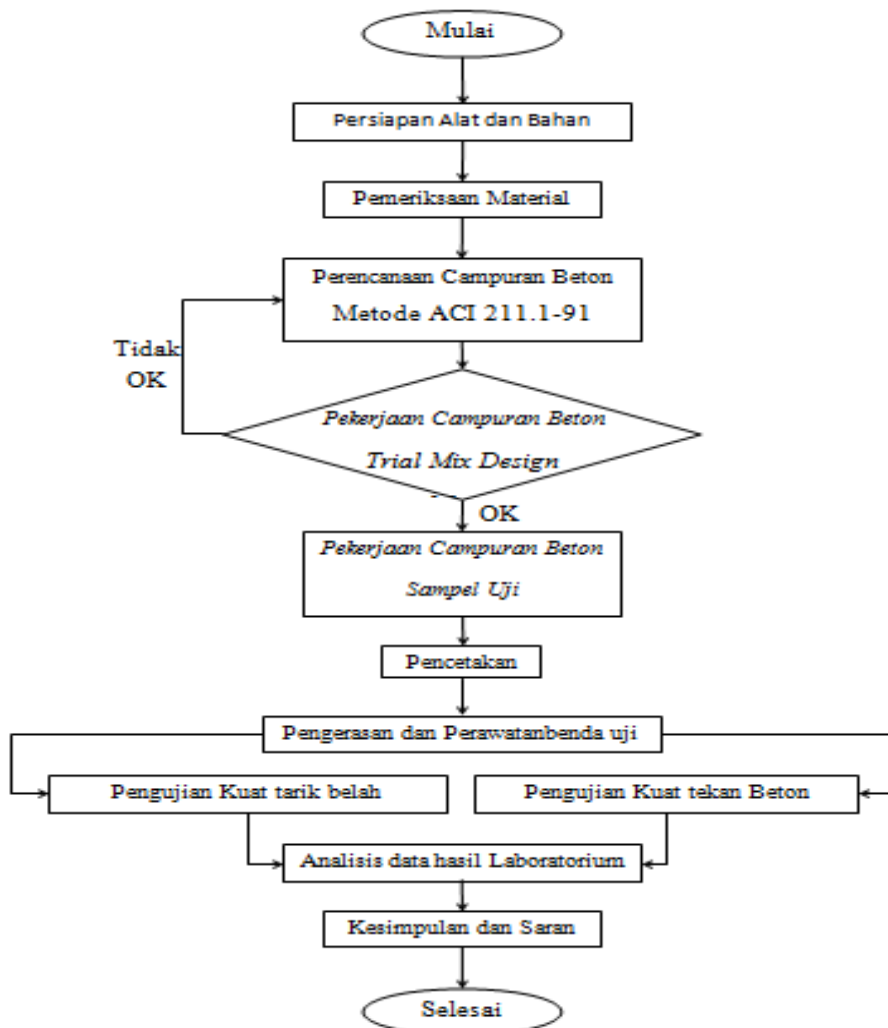 Mulai
Persiapan Alat dan Bahan
Pemeriksaan Material
Perencanaan Campuran Beton
Metode ACI 211.1-91
Tidak
OK
Pekerjaan Campuran Beton
Trial Mix Design
OK
Pekerjaan Campuran Beton
Sampel Uji
Pencetakan
Pengerasan dan Perawatanbenda uji
Pengujian Kuat tarik belah
Pengujian Kuat tekan Beton
Analisis data hasil Laboratorium
Kesimpulan dan Saran
Selesai